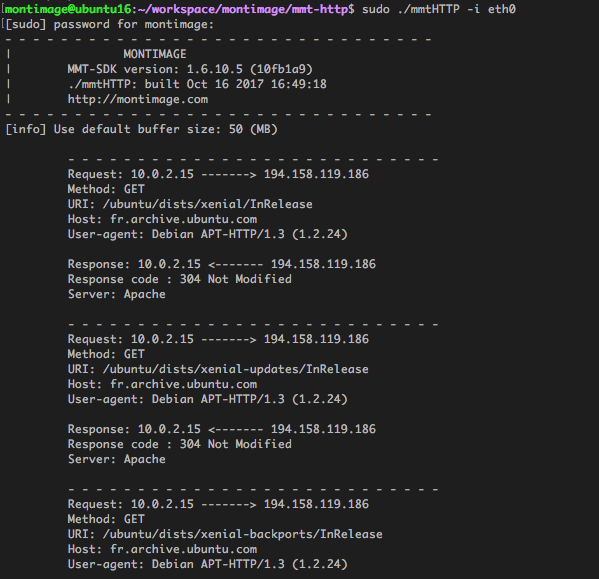 montimage@ubuntu16:~/workspace/montimage/mmt-http$ sudo ./mmtHTTP -i eth0
[sudo] password for montimage:
- - - - - - - - - - - - - - - - - - - - - - - - - - - - - - -
| MONTIMAGE
| MMT-SDK version: 1.6.10.5 (10fb1a9)
| ./mmtHTTP: built Oct 16 2017 16:49:18
| http://montimage.com
- - - - - - - - - - - - - - - - - - - - - - - - - - - - - - -
[info] Use default buffer size: 50 (MB)
- - - - - - - - - - - - - - - - - - - - - - - - - - -
Request: 10.0.2.15 -------> 194.158.119.186
Method: GET
URI: /ubuntu/dists/xenial/InRelease
Host: fr.archive.ubuntu.com
User-agent: Debian APT-HTTP/1.3 (1.2.24)
Response: 10.0.2.15 <------- 194.158.119.186
Response code : 304 Not Modified
Server: Apache
- - - - - - - - - - - - - - - - - - - - - - - - - - -
Request: 10.0.2.15 -------> 194.158.119.186
Method: GET
URI: /ubuntu/dists/xenial-updates/InRelease
Host: fr.archive.ubuntu.com
User-agent: Debian APT-HTTP/1.3 (1.2.24)
Response: 10.0.2.15 <------- 194.158.119.186
Response code : 304 Not Modified
Server: Apache
- - - - - - - - - - - - - - - - - - - - - - - - - - -
Request: 10.0.2.15 -------> 194.158.119.186
Method: GET
URI: /ubuntu/dists/xenial-backports/InRelease
Host: fr.archive.ubuntu.com
User-agent: Debian APT-HTTP/1.3 (1.2.24)